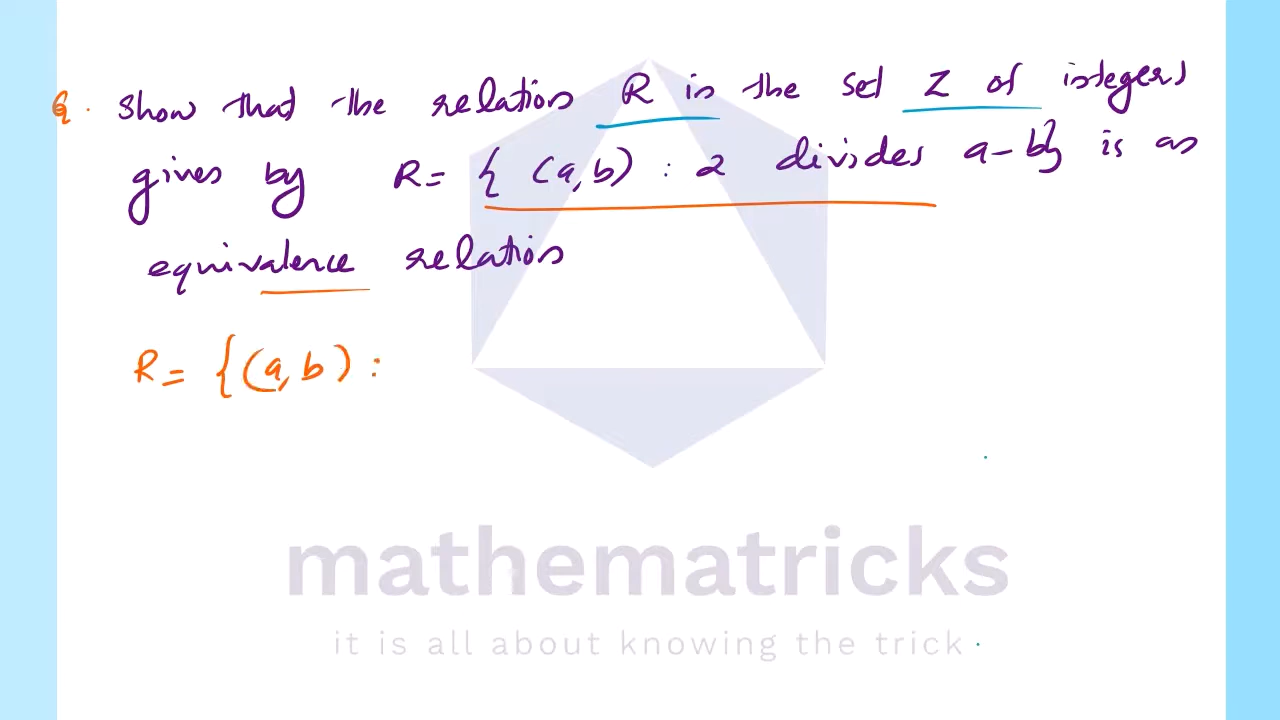 Q. Show that the relation R in the set Z of integers
given by R = { (a,b) : 2 divides a-b} is an
equivalence relation
R = {(a,b) :
mathematricks
it is all about knowing the trick